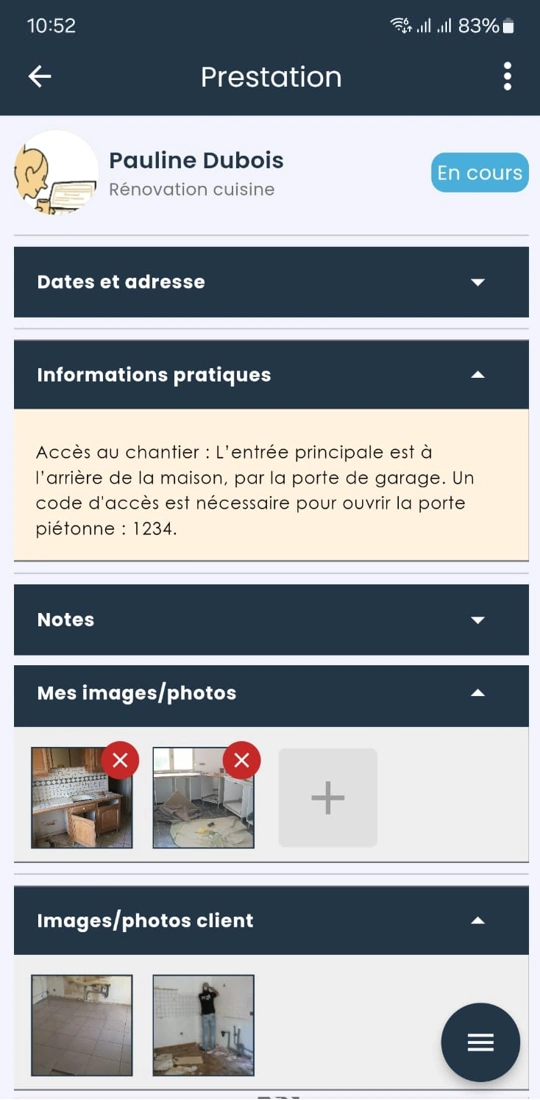 10:52
83%
Prestation
Pauline Dubois
Rénovation cuisine
En cours
Dates et adresse
Informations pratiques
Accès au chantier : L'entrée principale est à
l'arrière de la maison, par la porte de garage. Un
code d'accès est nécessaire pour ouvrir la porte
piétonne : 1234.
Notes
Mes images/photos
Images/photos client